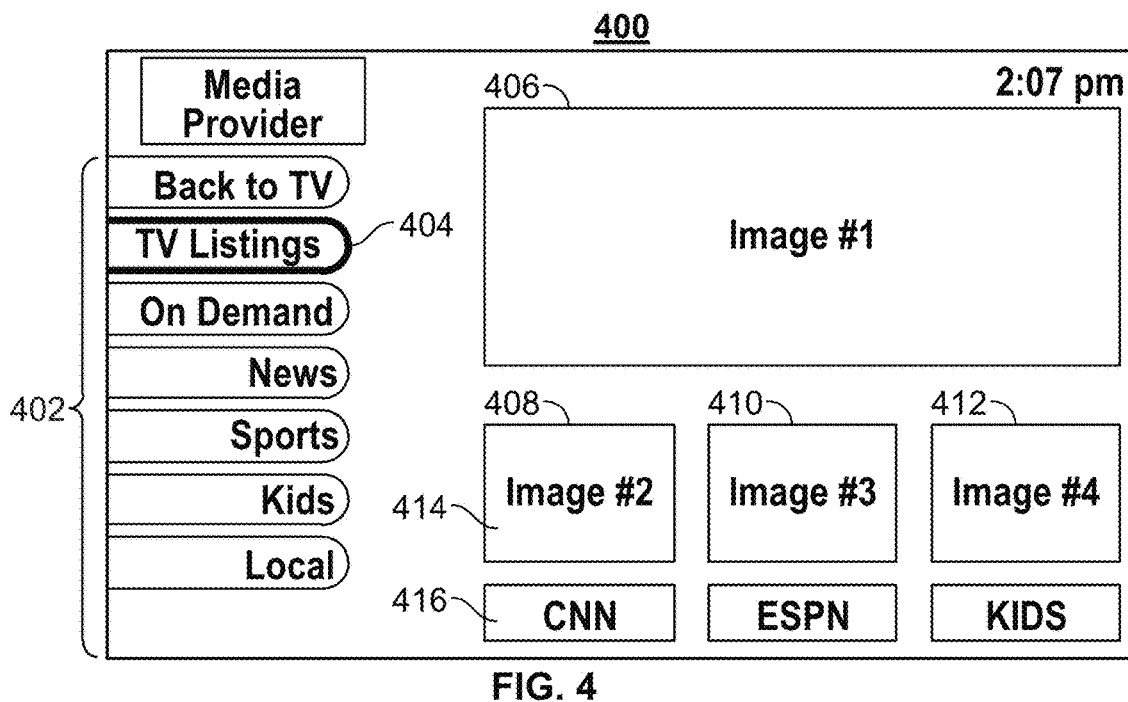 400
Media
Provider
2:07 pm
406
Back to TV
TV Listings
404
Image #1
On Demand
News
402
Sports
Kids
Local
408
410
412
Image #2
Image #3
Image #4
414
416
CNN
ESPN
KIDS
FIG. 4